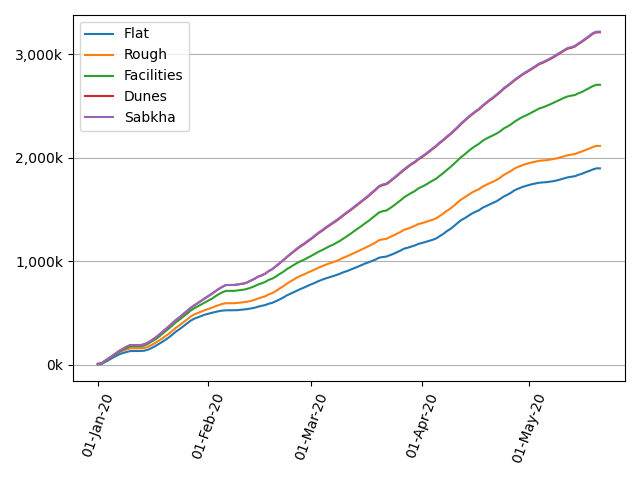 Flat
Rough
Facilities
Dunes
Sabkha
3,000k
2,000k
1,000k
0k
01-Jan-20
01-Feb-20
01-Mar-20
01-Apr-20
01-May-20